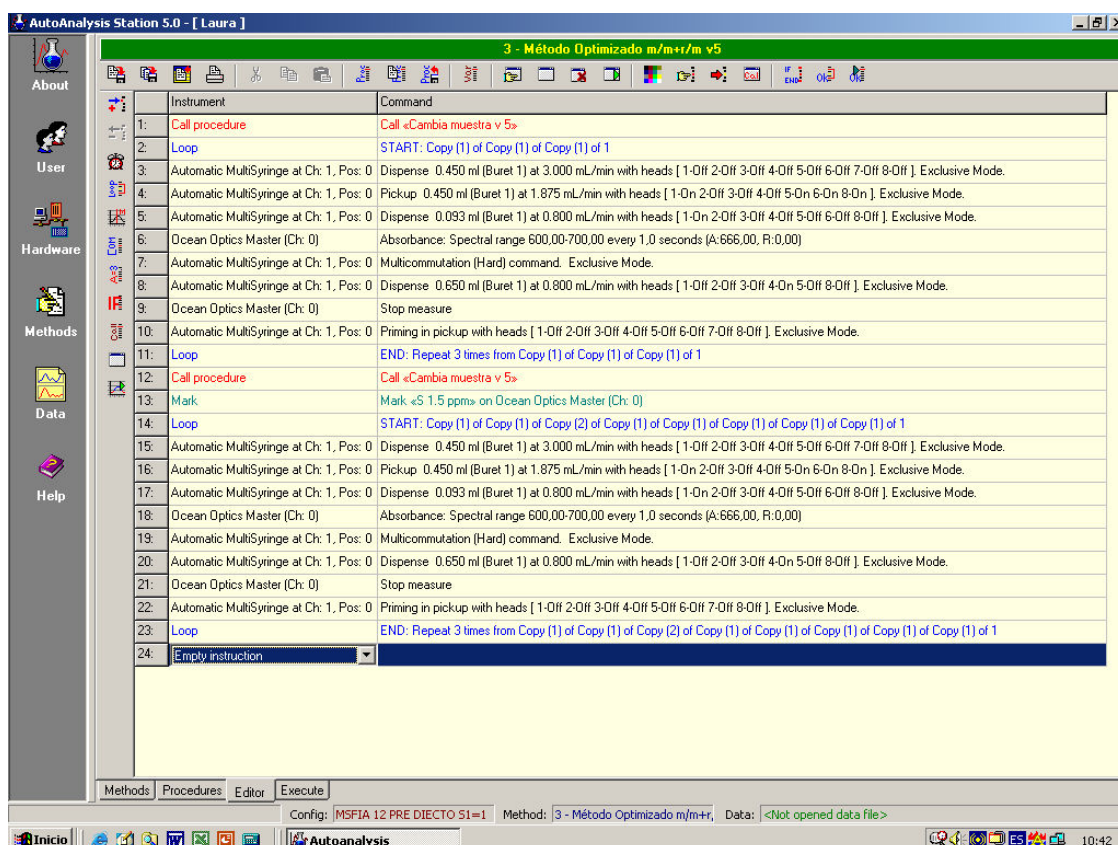 AutoAnalysis Station 5.0 - [ Laura ]
3 - Método Optimizado m/m+r/m v5
About
User
Hardware
Methods
Data
Help
Instrument Command
1: Call procedure Call «Cambia muestra v 5»
2: Loop START: Copy (1) of Copy (1) of Copy (1) of 1
3: Automatic MultiSyringe at Ch: 1, Pos: 0 Dispense 0.450 ml (Buret 1) at 3.000 mL/min with heads [ 1-Off 2-Off 3-Off 4-Off 5-Off 6-Off 7-Off 8-Off ]. Exclusive Mode.
4: Automatic MultiSyringe at Ch: 1, Pos: 0 Pickup 0.450 ml (Buret 1) at 1.875 mL/min with heads [ 1-On 2-Off 3-Off 4-Off 5-On 6-On 8-On ]. Exclusive Mode.
5: Automatic MultiSyringe at Ch: 1, Pos: 0 Dispense 0.093 ml (Buret 1) at 0.800 mL/min with heads [ 1-On 2-Off 3-Off 4-Off 5-Off 6-Off 8-Off ]. Exclusive Mode.
6: Ocean Optics Master (Ch: 0) Absorbance: Spectral range 600,00-700,00 every 1,0 seconds (A:666,00, R:0,00)
7: Automatic MultiSyringe at Ch: 1, Pos: 0 Multicommutation (Hard) command. Exclusive Mode.
8: Automatic MultiSyringe at Ch: 1, Pos: 0 Dispense 0.650 ml (Buret 1) at 0.800 mL/min with heads [ 1-Off 2-Off 3-Off 4-On 5-Off 8-Off ]. Exclusive Mode.
9: Ocean Optics Master (Ch: 0) Stop measure
10: Automatic MultiSyringe at Ch: 1, Pos: 0 Priming in pickup with heads [ 1-Off 2-Off 3-Off 4-Off 5-Off 6-Off 7-Off 8-Off ]. Exclusive Mode.
11: Loop END: Repeat 3 times from Copy (1) of Copy (1) of Copy (1) of 1
12: Call procedure Call «Cambia muestra v 5»
13: Mark Mark «S 1.5 ppm» on Ocean Optics Master (Ch: 0)
14: Loop START: Copy (1) of Copy (1) of Copy (2) of Copy (1) of Copy (1) of Copy (1) of Copy (1) of Copy (1) of 1
15: Automatic MultiSyringe at Ch: 1, Pos: 0 Dispense 0.450 ml (Buret 1) at 3.000 mL/min with heads [ 1-Off 2-Off 3-Off 4-Off 5-Off 6-Off 7-Off 8-Off ]. Exclusive Mode.
16: Automatic MultiSyringe at Ch: 1, Pos: 0 Pickup 0.450 ml (Buret 1) at 1.875 mL/min with heads [ 1-On 2-Off 3-Off 4-Off 5-On 6-On 8-On ]. Exclusive Mode.
17: Automatic MultiSyringe at Ch: 1, Pos: 0 Dispense 0.093 ml (Buret 1) at 0.800 mL/min with heads [ 1-On 2-Off 3-Off 4-Off 5-Off 6-Off 8-Off ]. Exclusive Mode.
18: Ocean Optics Master (Ch: 0) Absorbance: Spectral range 600,00-700,00 every 1,0 seconds (A:666,00, R:0,00)
19: Automatic MultiSyringe at Ch: 1, Pos: 0 Multicommutation (Hard) command. Exclusive Mode.
20: Automatic MultiSyringe at Ch: 1, Pos: 0 Dispense 0.650 ml (Buret 1) at 0.800 mL/min with heads [ 1-Off 2-Off 3-Off 4-On 5-Off 8-Off ]. Exclusive Mode.
21: Ocean Optics Master (Ch: 0) Stop measure
22: Automatic MultiSyringe at Ch: 1, Pos: 0 Priming in pickup with heads [ 1-Off 2-Off 3-Off 4-Off 5-Off 6-Off 7-Off 8-Off ]. Exclusive Mode.
23: Loop END: Repeat 3 times from Copy (1) of Copy (1) of Copy (2) of Copy (1) of Copy (1) of Copy (1) of Copy (1) of Copy (1) of 1
24: Empty instruction
Methods Procedures Editor Execute
Config: MSFIA 12 PRE DIECTO S1=1 Method: 3 - Método Optimizado m/m+r, Data: <Not opened data file>
Inicio Autoanalysis ES 10:42